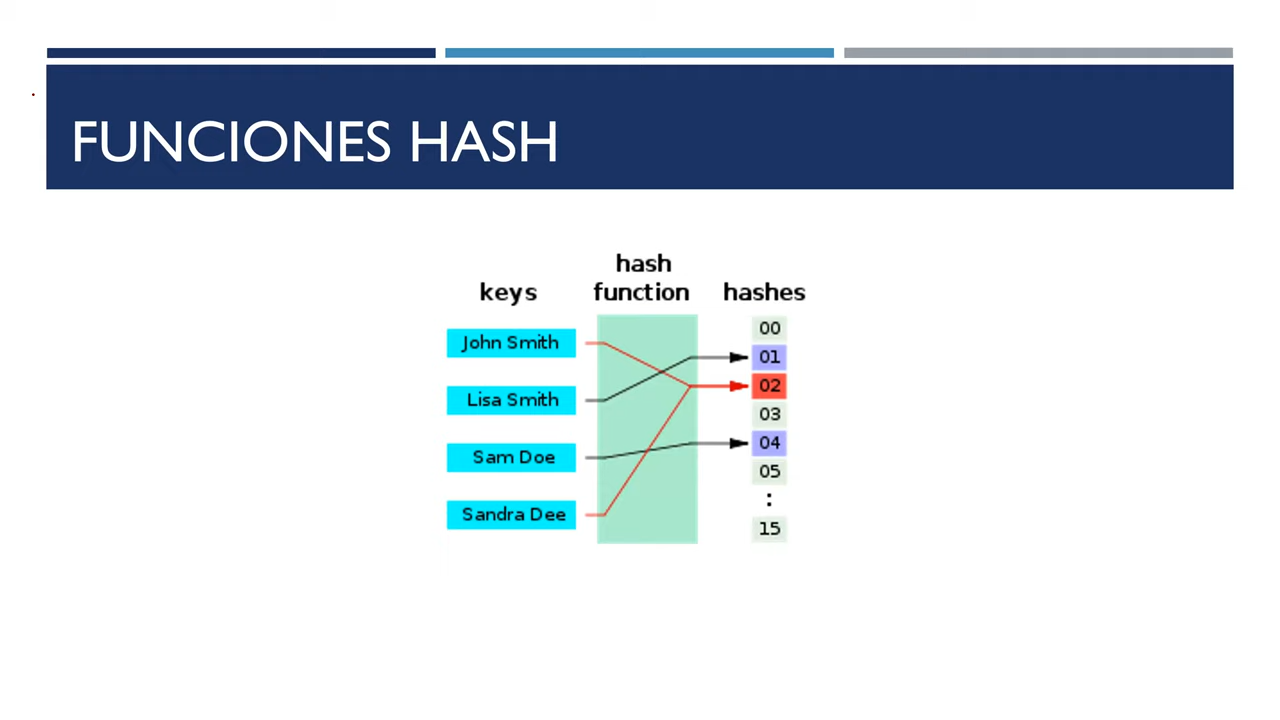 FUNCIONES HASH
hash
keys function hashes
John Smith
Lisa Smith
Sam Doe
Sandra Dee
00
01
02
03
04
05
:
15